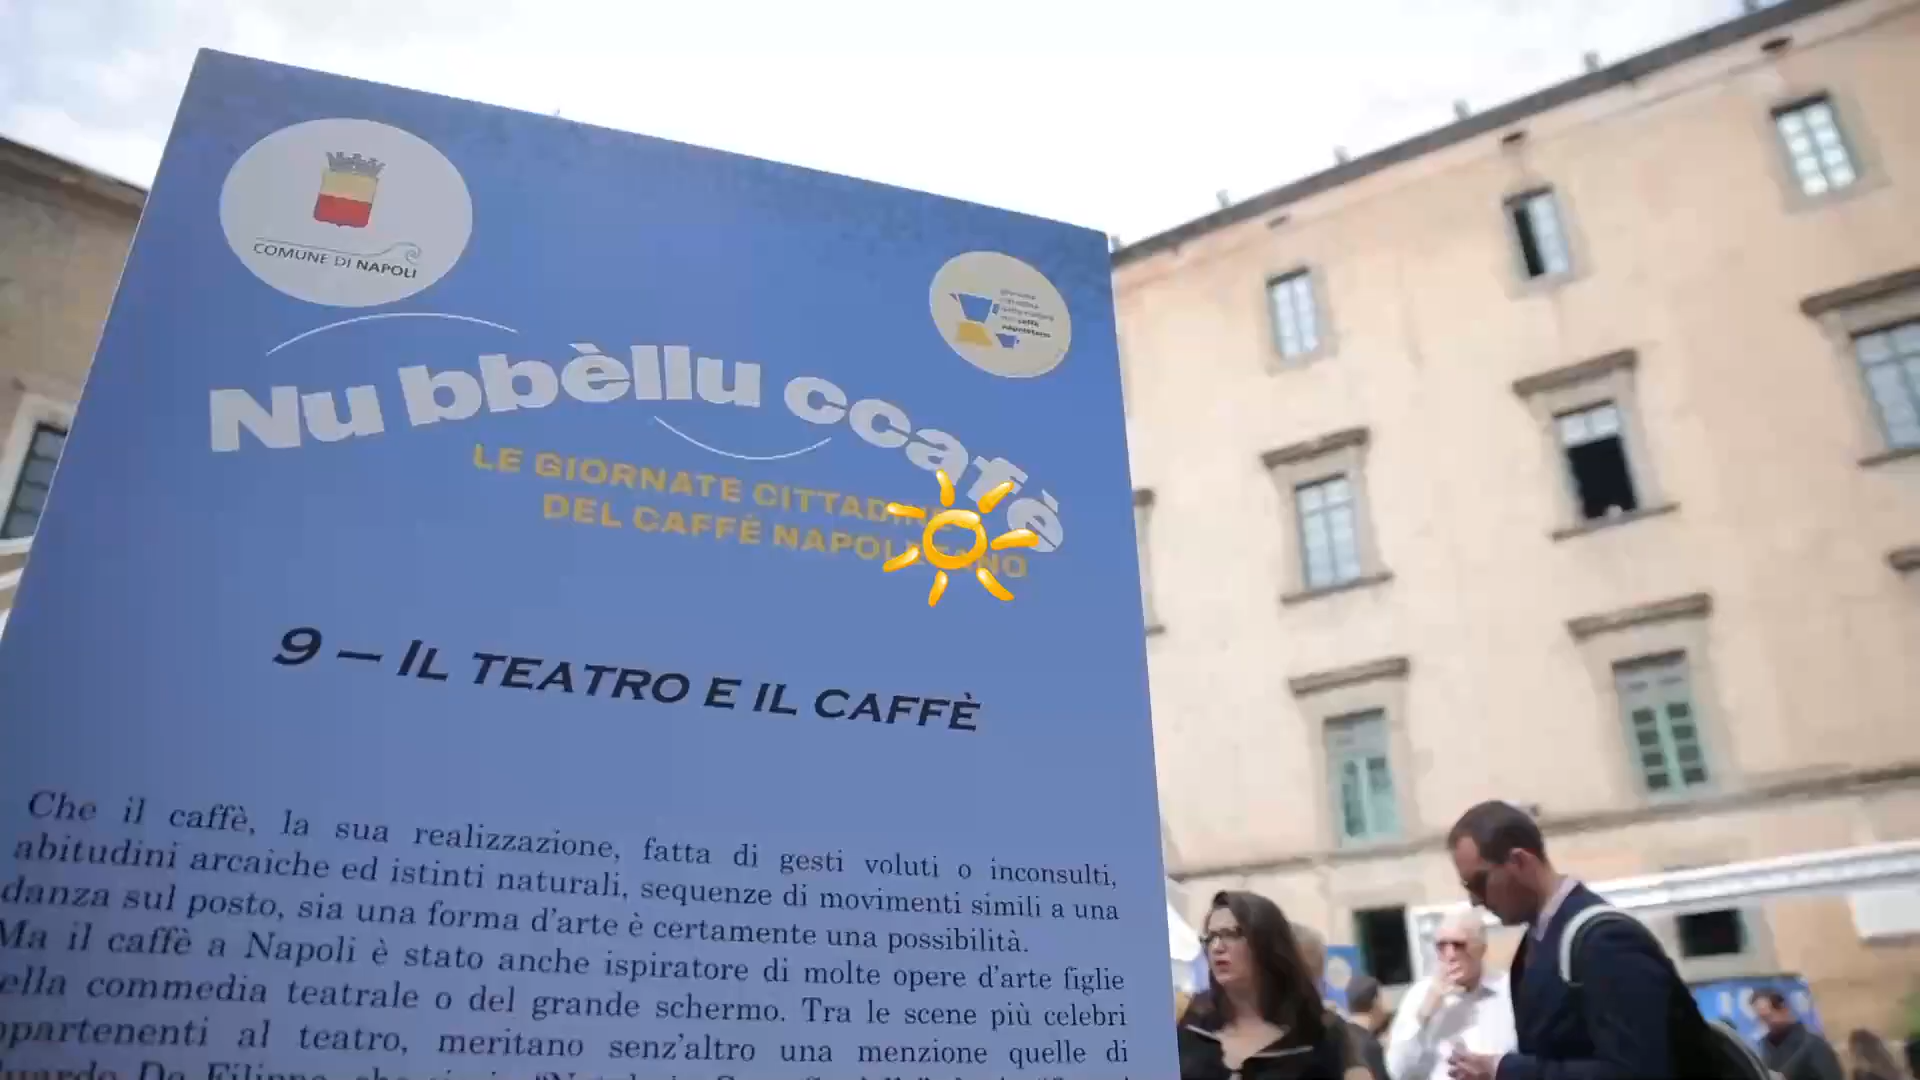 COMUNE DI NAPOLI
Nu bbèllu ccafè
LE GIORNATE CITTADINE
DEL CAFFÈ NAPOLETANO
9 – IL TEATRO E IL CAFFÈ
Che il caffè, la sua realizzazione, fatta di gesti voluti o inconsulti,
abitudini arcaiche ed istinti naturali, sequenze di movimenti simili a una
danza sul posto, sia una forma d'arte è certamente una possibilità.
Ma il caffè a Napoli è stato anche ispiratore di molte opere d'arte figlie
ella commedia teatrale o del grande schermo. Tra le scene più celebri
ppartenenti al teatro, meritano senz'altro una menzione quelle di